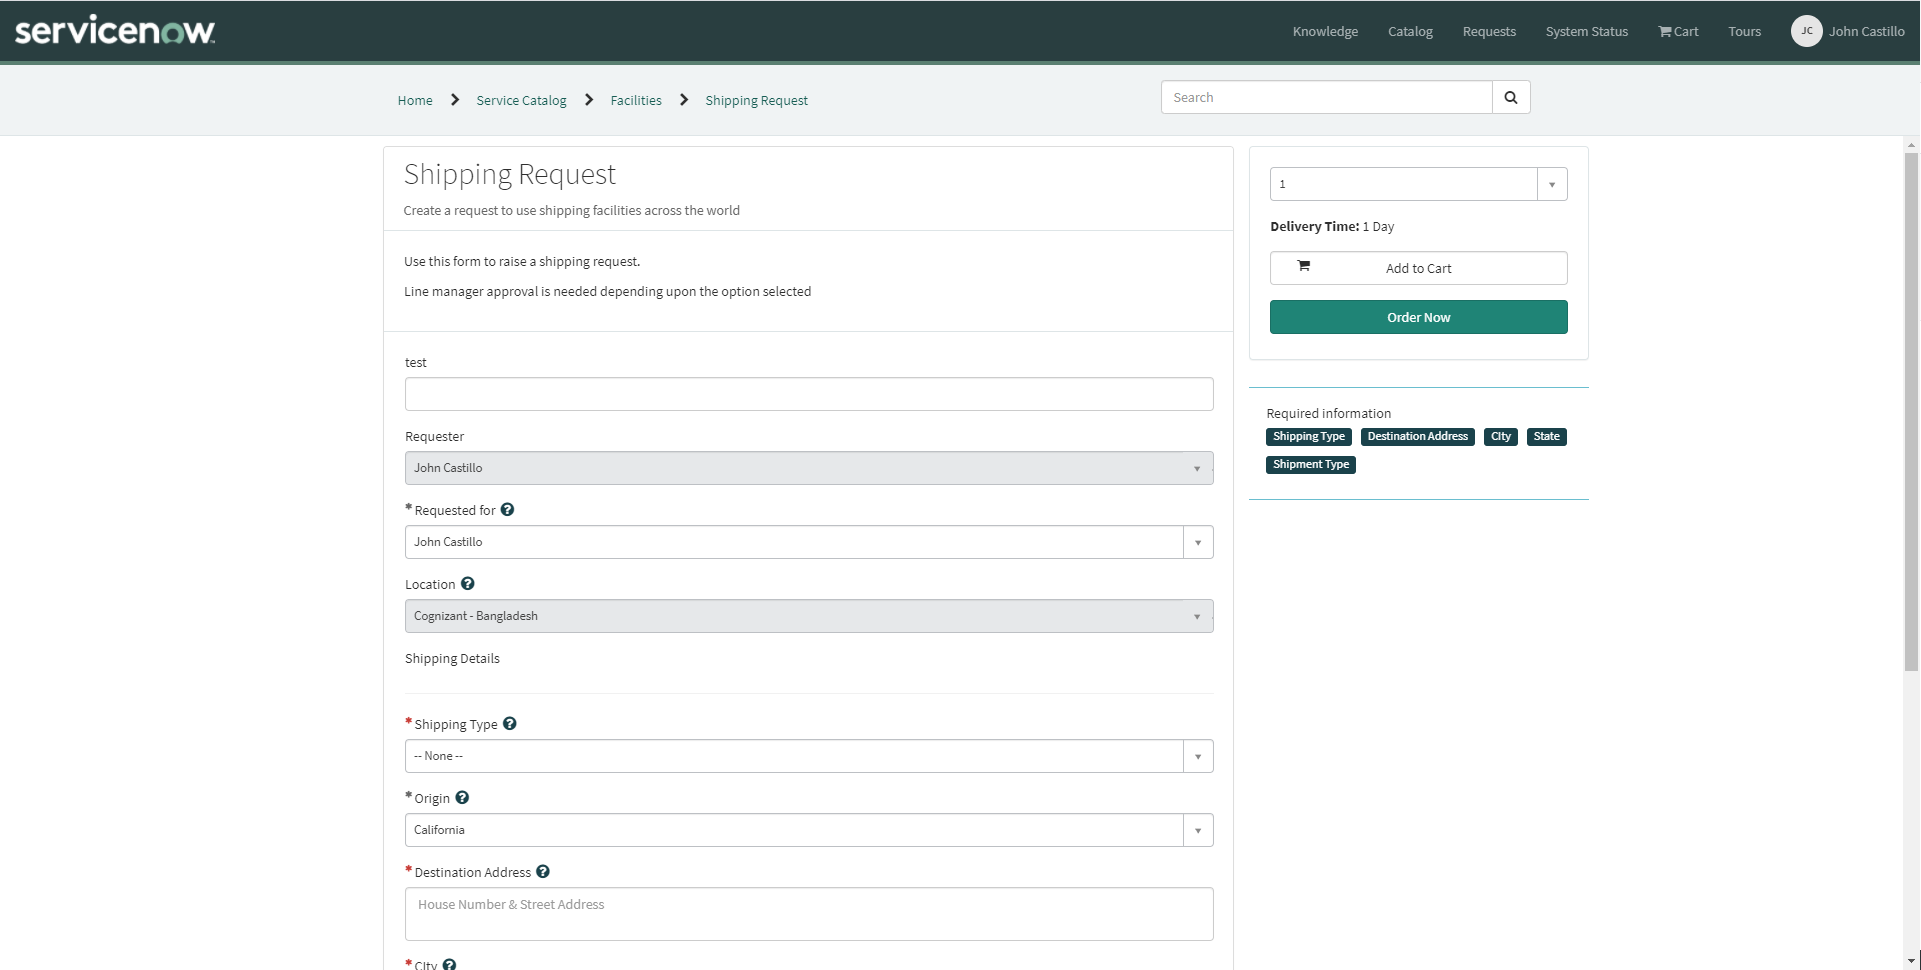 servicenow
Knowledge Catalog Requests System Status Cart Tours JC John Castillo
Home Service Catalog Facilities Shipping Request
Search
Shipping Request
Create a request to use shipping facilities across the world
Use this form to raise a shipping request.
Line manager approval is needed depending upon the option selected
test
Requester
John Castillo
* Requested for ?
John Castillo
Location ?
Cognizant - Bangladesh
Shipping Details
* Shipping Type ?
-- None --
* Origin ?
California
* Destination Address ?
House Number & Street Address
* CIty ?
1
Delivery Time: 1 Day
Add to Cart
Order Now
Required information
Shipping Type Destination Address CIty State
Shipment Type